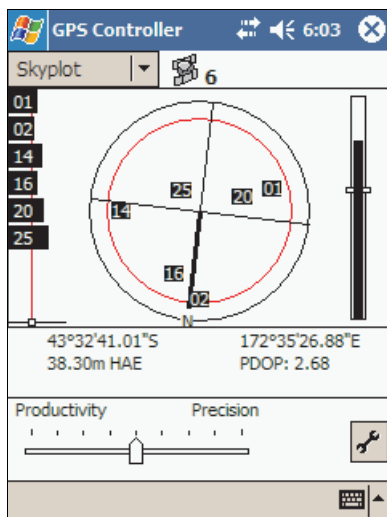 GPS Controller 6:03
Skyplot 6
01
02
14
16
20
25
25
20
01
14
16
02
N
43°32'41.01"S 172°35'26.88"E
38.30m HAE PDOP: 2.68
Productivity Precision